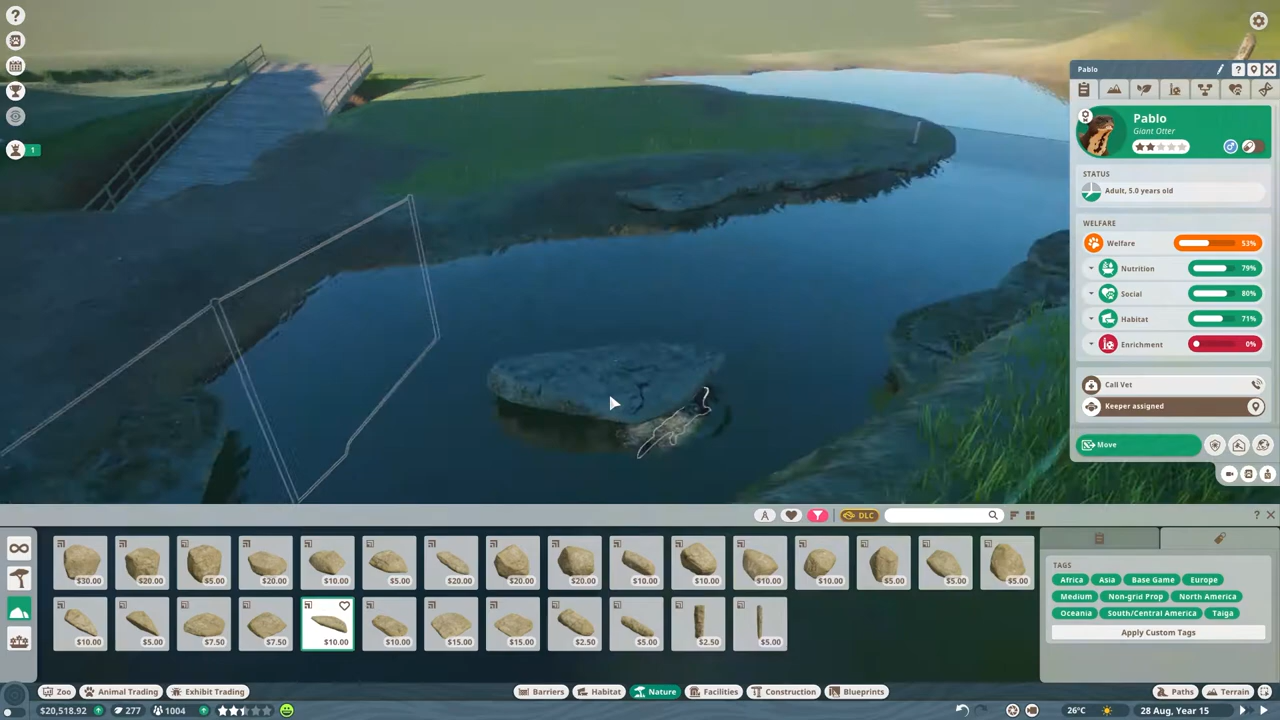 1
Pablo
Pablo
Giant Otter
STATUS
Adult, 5.0 years old
WELFARE
Welfare 53%
Nutrition 79%
Social 80%
Habitat 71%
Enrichment 0%
Call Vet
Keeper assigned
Move
DLC
$30.00 $20.00 $5.00 $20.00 $10.00 $5.00 $20.00 $20.00 $20.00 $10.00 $10.00 $10.00 $10.00 $5.00 $5.00 $5.00
$10.00 $5.00 $7.50 $7.50 $10.00 $10.00 $15.00 $15.00 $2.50 $5.00 $2.50 $5.00
TAGS
Africa Asia Base Game Europe
Medium Non-grid Prop North America
Oceania South/Central America Taiga
Apply Custom Tags
Zoo Animal Trading Exhibit Trading Barriers Habitat Nature Facilities Construction Blueprints Paths Terrain
$20,518.92 277 1004 26°C 28 Aug, Year 15